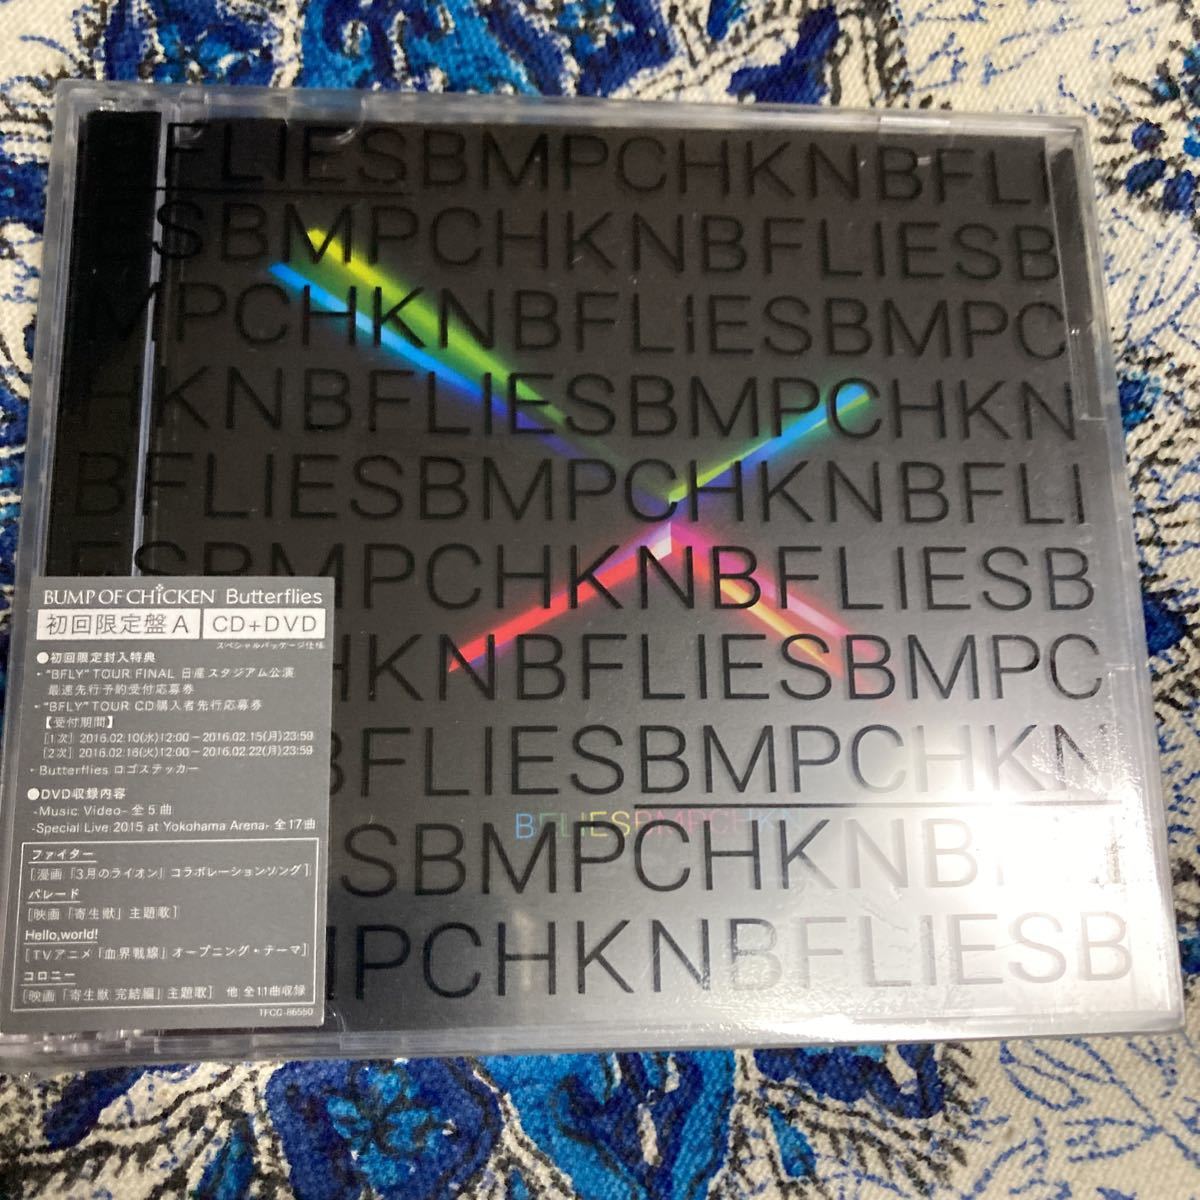 BFLIESBMPCHKNBFLI
ESBMPCHKNBFLIESB
MPCHKNBFLIESBMPC
HKNBFLIESBMPCHKN
BFLIESBMPCHKNBFLI
ESBMPCHKNBFLIESB
HKNBFLIESBMPC
BFLIESBMPCHKN
BFLIESBMPCHKN
SBMPCHKNBFLI
MPCHKNBFLIESB
BUMP OF CHiCKEN Butterflies
初回限定盤A CD+DVD
スペシャルパッケージ仕様
●初回限定封入特典
・"BFLY" TOUR FINAL 日産スタジアム公演
最速先行予約受付応募券
・"BFLY" TOUR CD購入者先行応募券
【受付期間】
[1次] 2016.02.10(水)12:00－2016.02.15(月)23:59
[2次] 2016.02.16(火)12:00－2016.02.22(月)23:59
・Butterflies ロゴステッカー
●DVD収録内容
-Music Video- 全5曲
-Special Live 2015 at Yokohama Arena- 全17曲
ファイター
[漫画「3月のライオン」コラボレーションソング]
パレード
[映画「寄生獣」主題歌]
Hello,world!
[TVアニメ「血界戦線」オープニング・テーマ]
コロニー
[映画「寄生獣 完結編」主題歌] 他 全11曲収録
TFCC-86550